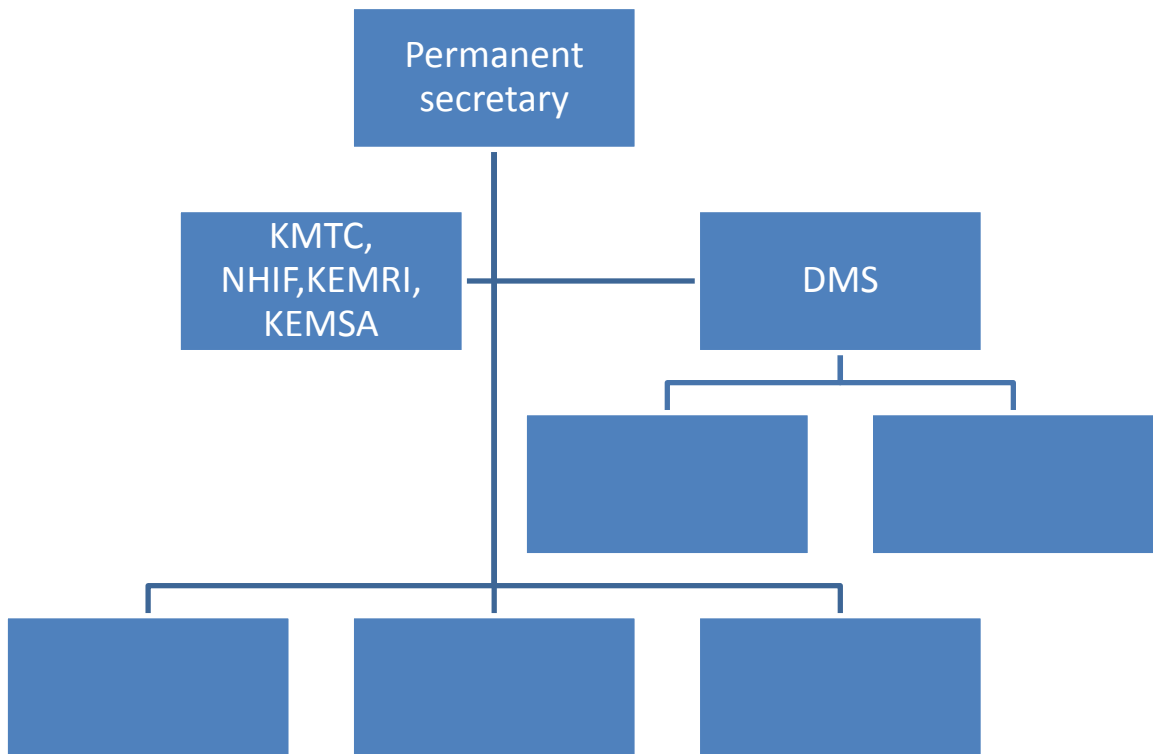 Permanent
secretary
KMTC,
NHIF,KEMRI,
KEMSA
DMS